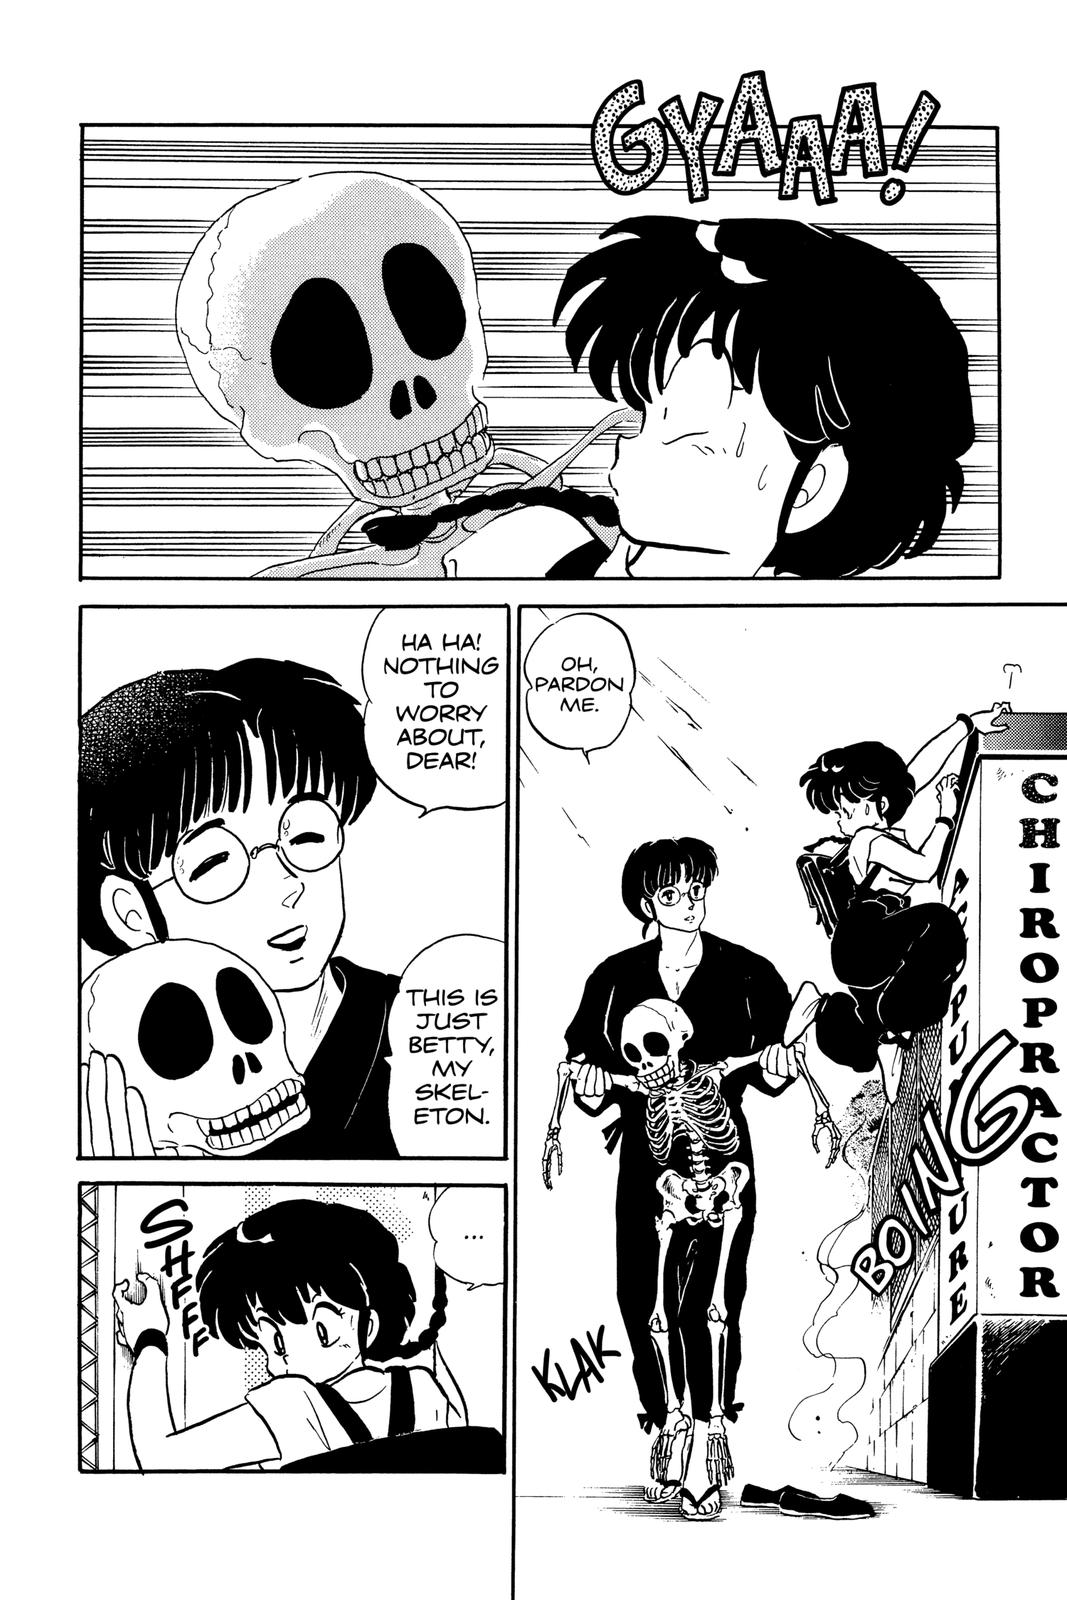 GYAAA!
OH,
PARDON
ME.
CHIROPRACTOR
ACUPUNCTURE
BOING
KLAK
HA HA!
NOTHING
TO
WORRY
ABOUT,
DEAR!
THIS IS
JUST
BETTY,
MY
SKEL-
ETON.
SHFFF
...